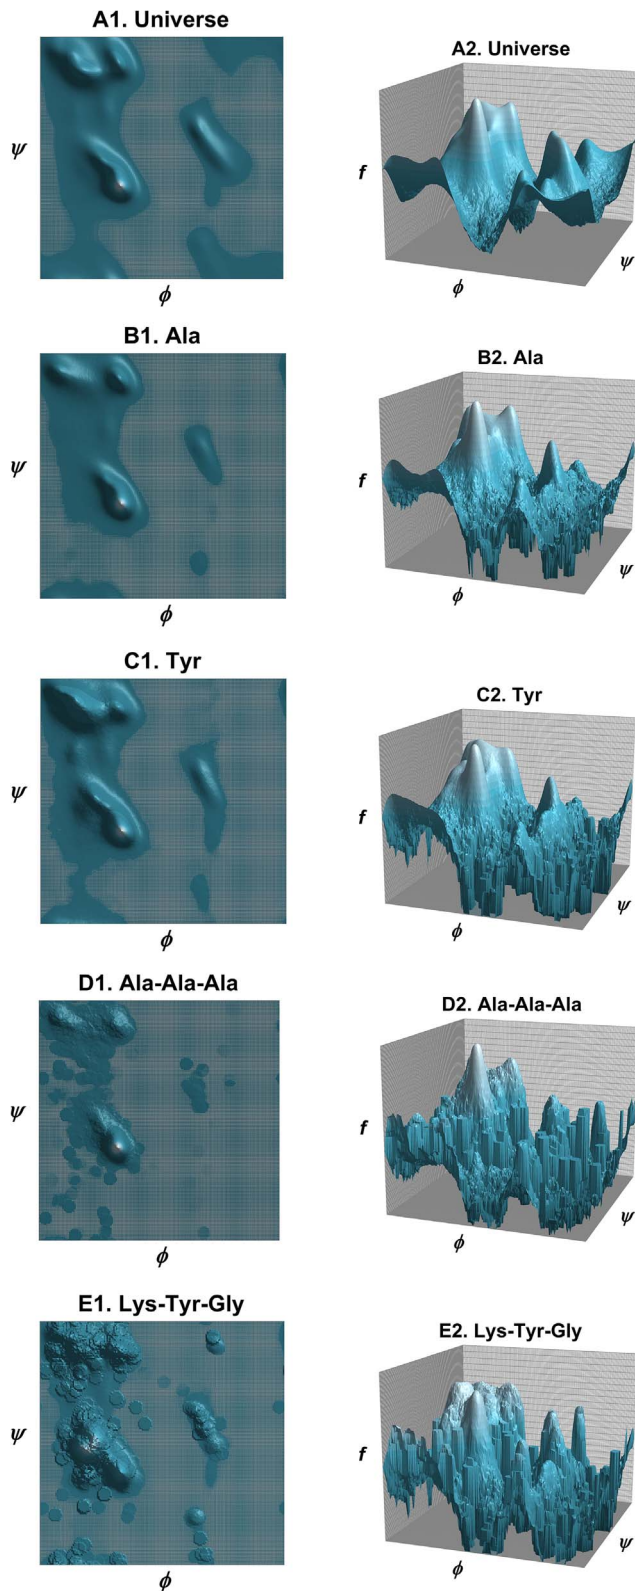 A1. Universe
A2. Universe
ψ
f
ψ
ϕ
ϕ
B1. Ala
B2. Ala
ψ
f
ψ
ϕ
ϕ
C1. Tyr
C2. Tyr
ψ
f
ψ
ϕ
ϕ
D1. Ala-Ala-Ala
D2. Ala-Ala-Ala
ψ
f
ψ
ϕ
ϕ
E1. Lys-Tyr-Gly
E2. Lys-Tyr-Gly
ψ
f
ψ
ϕ
ϕ